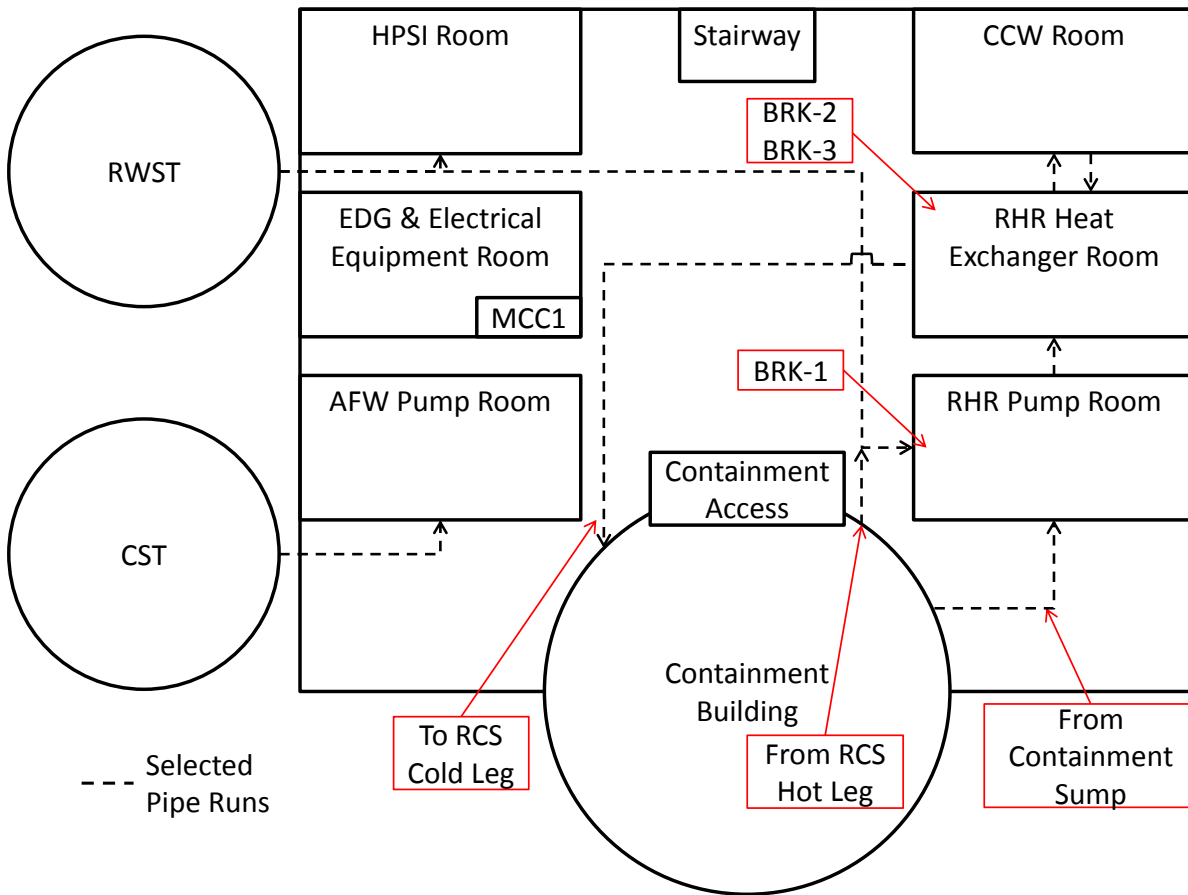 HPSI Room
Stairway
CCW Room
BRK-2
BRK-3
RWST
EDG & Electrical
Equipment Room
MCC1
RHR Heat
Exchanger Room
BRK-1
AFW Pump Room
RHR Pump Room
Containment
Access
CST
Containment
Building
To RCS
Cold Leg
From RCS
Hot Leg
From
Containment
Sump
Selected
Pipe Runs